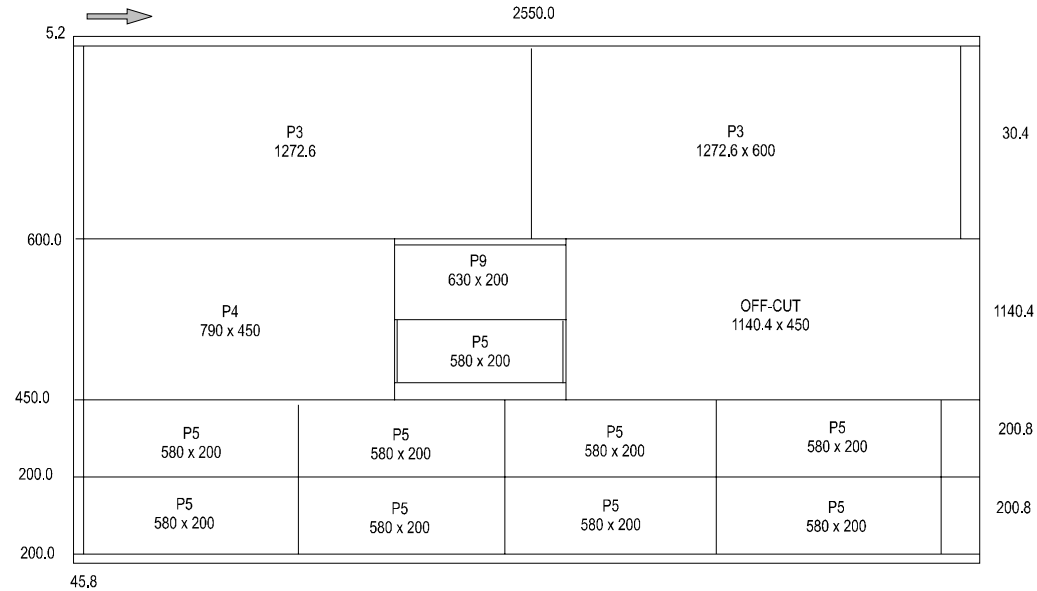 2550.0
5.2
P3
1272.6
P3
1272.6 x 600
30.4
600.0
P9
630 x 200
P4
790 x 450
OFF-CUT
1140.4 x 450
1140.4
P5
580 x 200
450.0
P5
580 x 200
P5
580 x 200
P5
580 x 200
P5
580 x 200
200.8
200.0
P5
580 x 200
P5
580 x 200
P5
580 x 200
P5
580 x 200
200.8
200.0
45.8